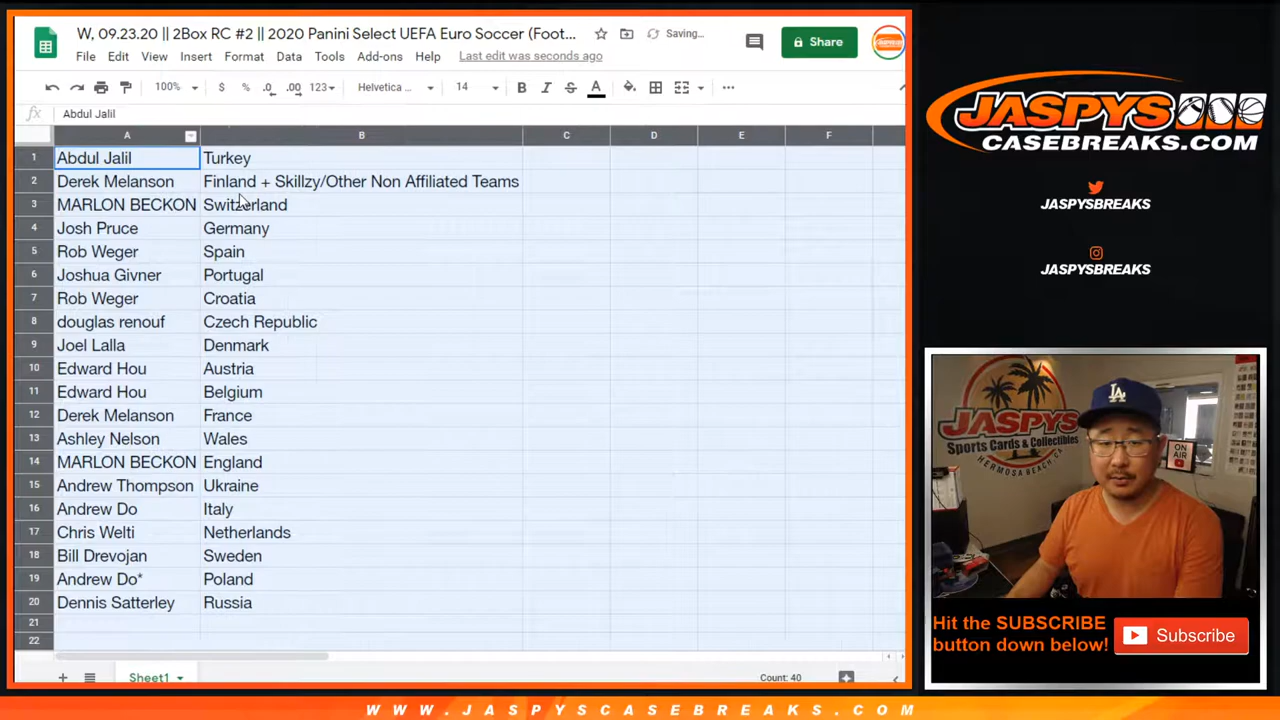 W, 09.23.20 || 2Box RC #2 || 2020 Panini Select UEFA Euro Soccer (Foot...
Saving...
Share
File Edit View Insert Format Data Tools Add-ons Help Last edit was seconds ago
100% $ % .0 .00 123 Helvetica ... 14 B I S A
fx Abdul Jalil
A B C D E F
1 Abdul Jalil Turkey
2 Derek Melanson Finland + Skillzy/Other Non Affiliated Teams
3 MARLON BECKON Switzerland
4 Josh Pruce Germany
5 Rob Weger Spain
6 Joshua Givner Portugal
7 Rob Weger Croatia
8 douglas renouf Czech Republic
9 Joel Lalla Denmark
10 Edward Hou Austria
11 Edward Hou Belgium
12 Derek Melanson France
13 Ashley Nelson Wales
14 MARLON BECKON England
15 Andrew Thompson Ukraine
16 Andrew Do Italy
17 Chris Welti Netherlands
18 Bill Drevojan Sweden
19 Andrew Do* Poland
20 Dennis Satterley Russia
21
22
Sheet1
Count: 40
JASPYS
CASEBREAKS.COM
JASPYSBREAKS
JASPYSBREAKS
JASPYS
Sports Cards & Collectibles
HERMOSA BEACH, CA
LA
ON AIR
Hit the SUBSCRIBE
button down below!
Subscribe
WWW.JASPYSCASEBREAKS.COM